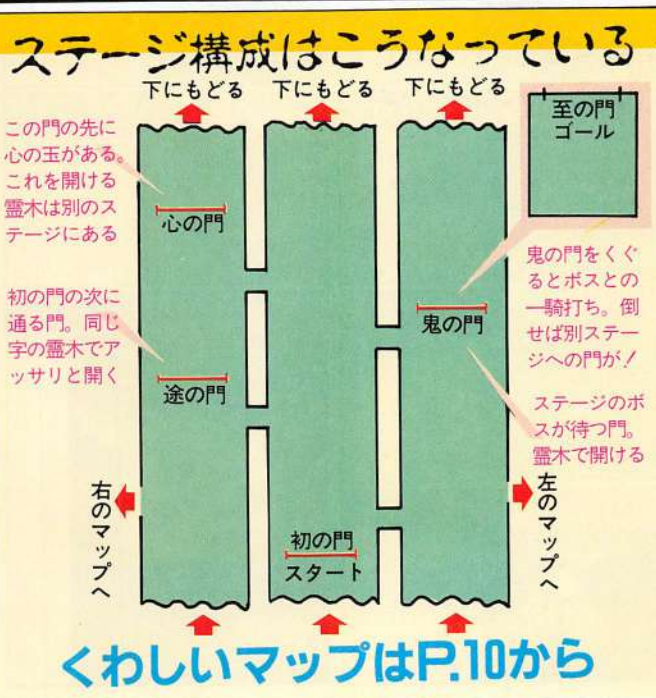 ステージ構成はこうなっている
下にもどる
下にもどる
下にもどる
この門の先に
心の玉がある。
これを開ける
霊木は別のス
テージにある
心の門
初の門の次に
通る門。同じ
字の霊木でア
ッサリと開く
途の門
右のマップへ
初の門
スタート
至の門
ゴール
鬼の門をくぐ
るとボスとの
一騎打ち。倒
せば別ステー
ジへの門が!
鬼の門
ステージのボ
スが待つ門。
霊木で開ける
左のマップへ
くわしいマップはP.10から